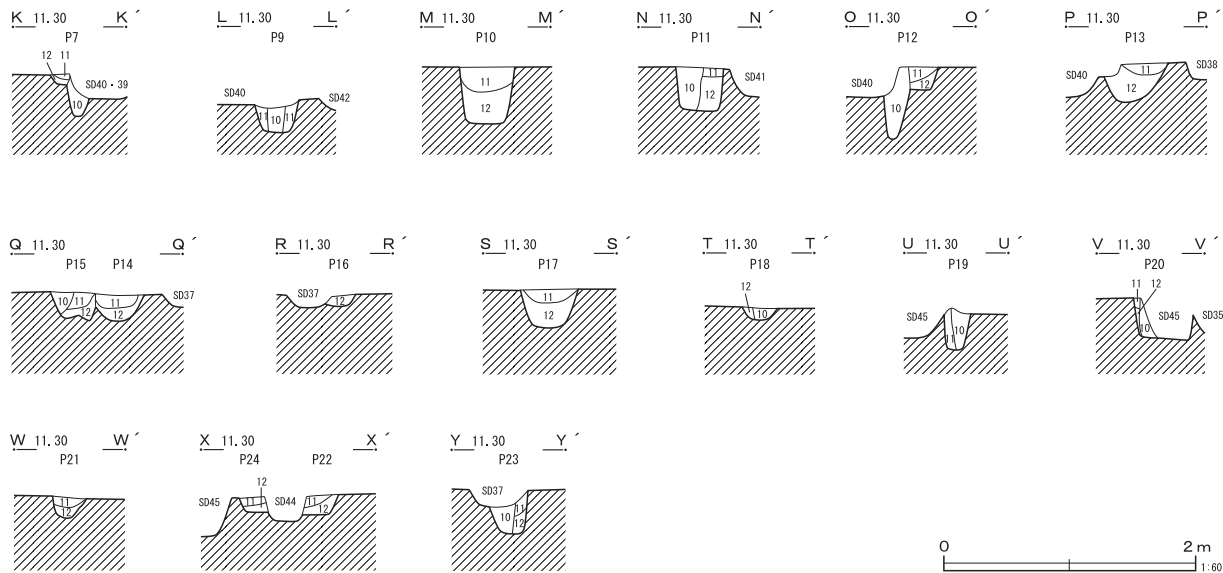 K 11.30 K′
P7
12 11
SD40・39
10
L 11.30 L′
P9
SD40
SD42
11 10 11
M 11.30 M′
P10
11
12
N 11.30 N′
P11
11
SD41
10 12
O 11.30 O′
P12
SD40
11
12
10
P 11.30 P′
P13
SD38
11
SD40
12
Q 11.30 Q′
P15 P14
10 11 11
SD37
12 12
R 11.30 R′
P16
SD37
12
S 11.30 S′
P17
11
12
T 11.30 T′
P18
12
10
U 11.30 U′
P19
SD45
11 10
V 11.30 V′
P20
11 12
SD45
SD35
10
W 11.30 W′
P21
11
12
X 11.30 X′
P24 P22
12
SD45
11
SD44
11
12
Y 11.30 Y′
P23
SD37
11
10
12
0 2m
1:60